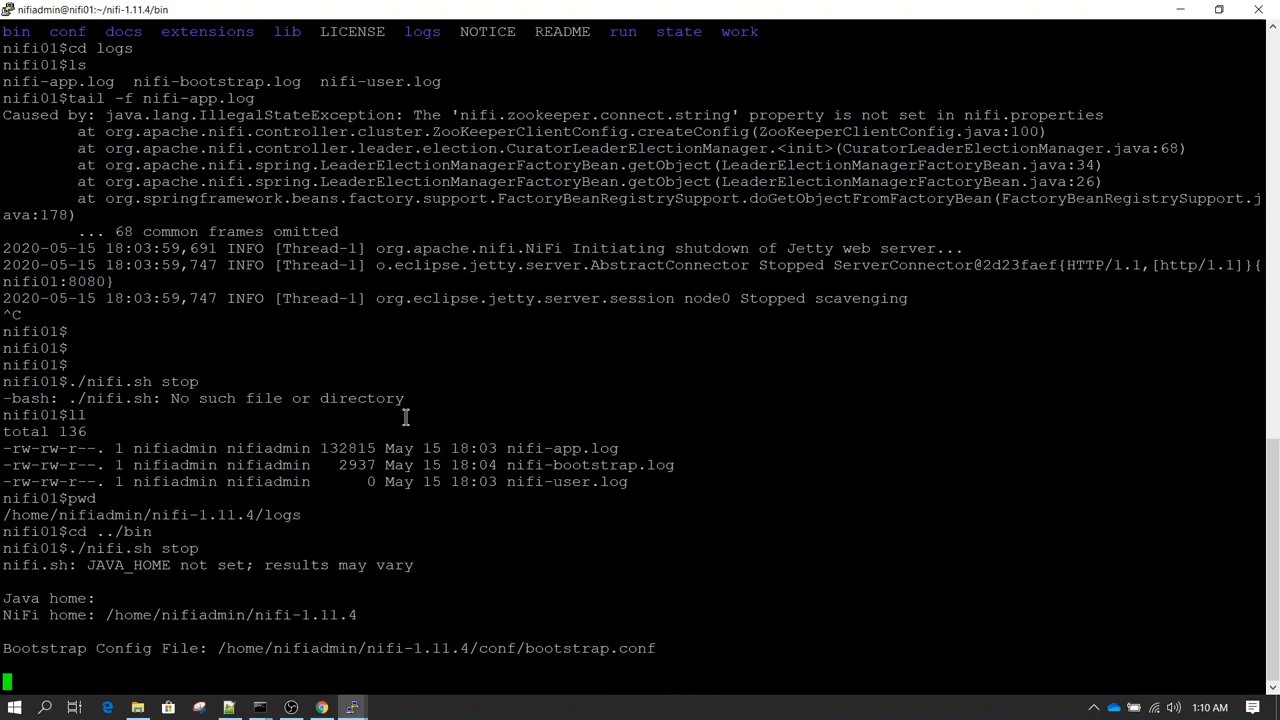 nifiadmin@nifi01:~/nifi-1.11.4/bin
bin conf docs extensions lib LICENSE logs NOTICE README run state work
nifi01$cd logs
nifi01$ls
nifi-app.log nifi-bootstrap.log nifi-user.log
nifi01$tail -f nifi-app.log
Caused by: java.lang.IllegalStateException: The 'nifi.zookeeper.connect.string' property is not set in nifi.properties
at org.apache.nifi.controller.cluster.ZooKeeperClientConfig.createConfig(ZooKeeperClientConfig.java:100)
at org.apache.nifi.controller.leader.election.CuratorLeaderElectionManager.<init>(CuratorLeaderElectionManager.java:68)
at org.apache.nifi.spring.LeaderElectionManagerFactoryBean.getObject(LeaderElectionManagerFactoryBean.java:34)
at org.apache.nifi.spring.LeaderElectionManagerFactoryBean.getObject(LeaderElectionManagerFactoryBean.java:26)
at org.springframework.beans.factory.support.FactoryBeanRegistrySupport.doGetObjectFromFactoryBean(FactoryBeanRegistrySupport.j
ava:178)
... 68 common frames omitted
2020-05-15 18:03:59,691 INFO [Thread-1] org.apache.nifi.NiFi Initiating shutdown of Jetty web server...
2020-05-15 18:03:59,747 INFO [Thread-1] o.eclipse.jetty.server.AbstractConnector Stopped ServerConnector@2d23faef{HTTP/1.1,[http/1.1]}{
nifi01:8080}
2020-05-15 18:03:59,747 INFO [Thread-1] org.eclipse.jetty.server.session node0 Stopped scavenging
^C
nifi01$
nifi01$
nifi01$
nifi01$./nifi.sh stop
-bash: ./nifi.sh: No such file or directory
nifi01$ll
total 136
-rw-rw-r--. 1 nifiadmin nifiadmin 132815 May 15 18:03 nifi-app.log
-rw-rw-r--. 1 nifiadmin nifiadmin 2937 May 15 18:04 nifi-bootstrap.log
-rw-rw-r--. 1 nifiadmin nifiadmin 0 May 15 18:03 nifi-user.log
nifi01$pwd
/home/nifiadmin/nifi-1.11.4/logs
nifi01$cd ../bin
nifi01$./nifi.sh stop
nifi.sh: JAVA_HOME not set; results may vary
Java home:
NiFi home: /home/nifiadmin/nifi-1.11.4
Bootstrap Config File: /home/nifiadmin/nifi-1.11.4/conf/bootstrap.conf
1:10 AM